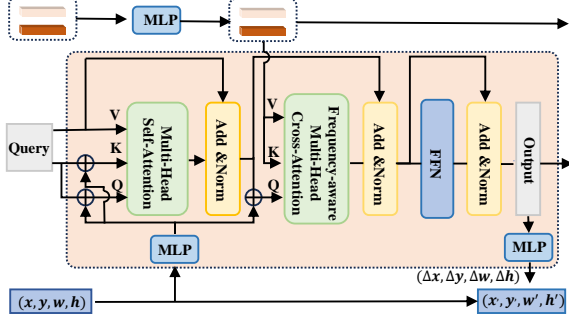 MLP
Query
V
K
Q
Multi-Head
Self-Attention
Add &Norm
V
K
Q
Frequency-aware
Multi-Head
Cross-Attention
Add &Norm
FFN
Add &Norm
Output
MLP
MLP
(Δx, Δy, Δw, Δh)
(x, y, w, h)
(x', y', w', h')